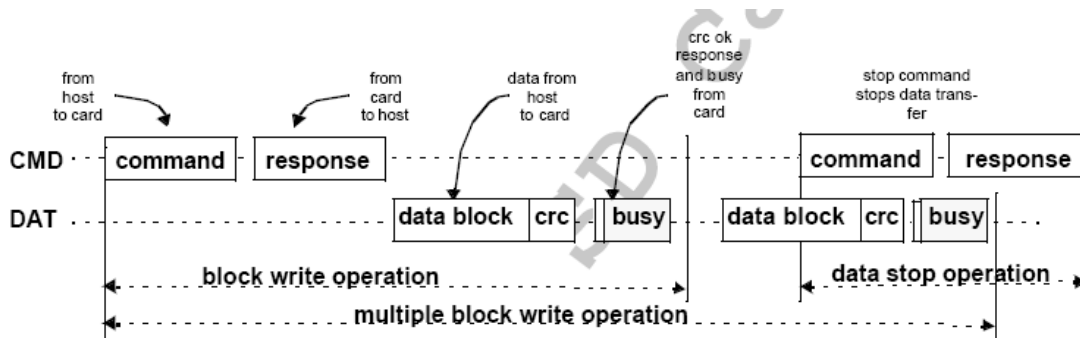 from
host
to card
from
card
to host
data from
host
to card
crc ok
response
and busy
from
card
stop command
stops data trans-
fer
CMD command response command response
DAT data block crc busy data block crc busy
block write operation data stop operation
multiple block write operation
SD Ca